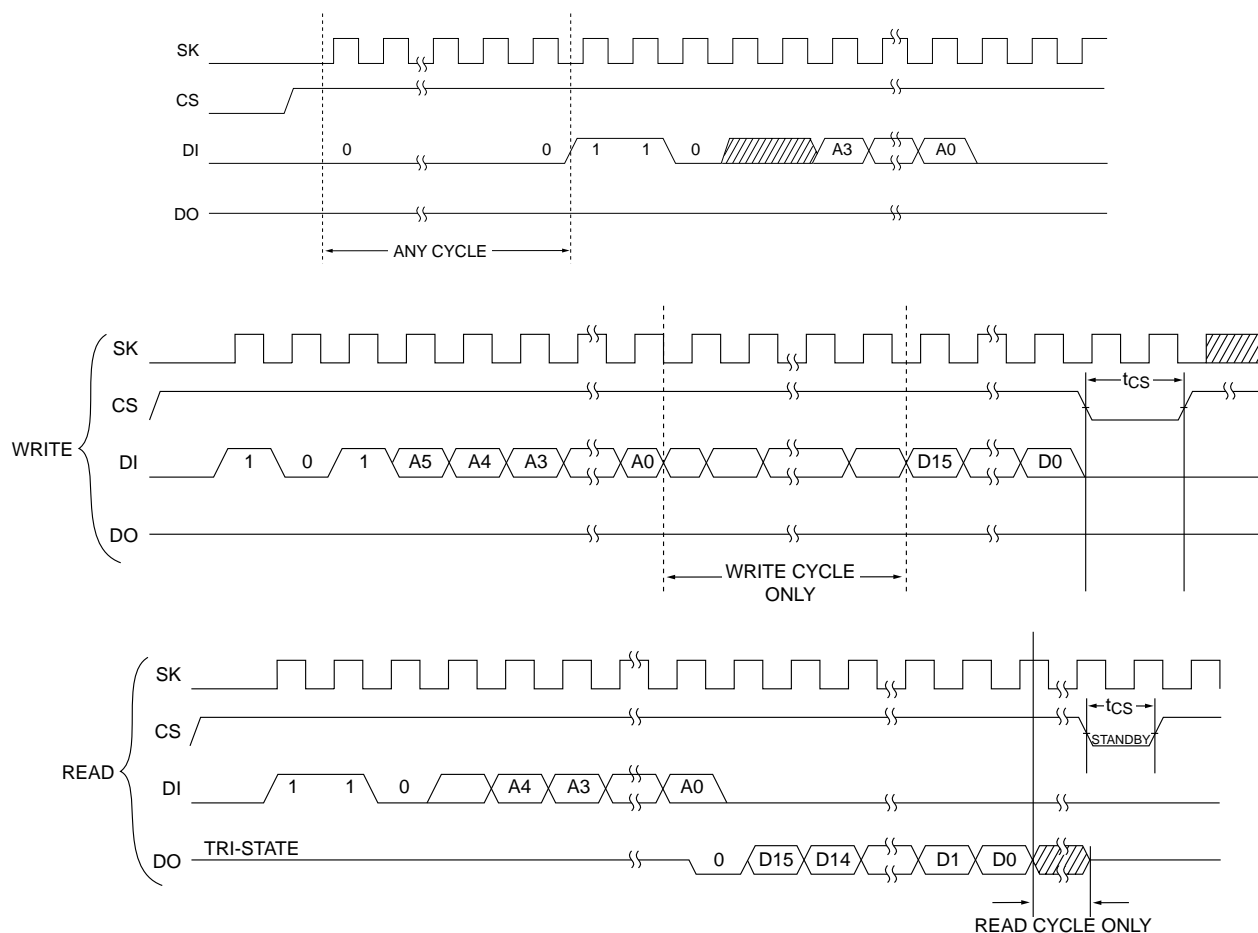 SK
CS
DI 0 0 1 1 0 A3 A0
DO
ANY CYCLE
SK
CS tCS
WRITE
DI 1 0 1 A5 A4 A3 A0 D15 D0
DO
WRITE CYCLE
ONLY
SK
CS tCS
STANDBY
READ
DI 1 1 0 A4 A3 A0
TRI-STATE
DO 0 D15 D14 D1 D0
READ CYCLE ONLY